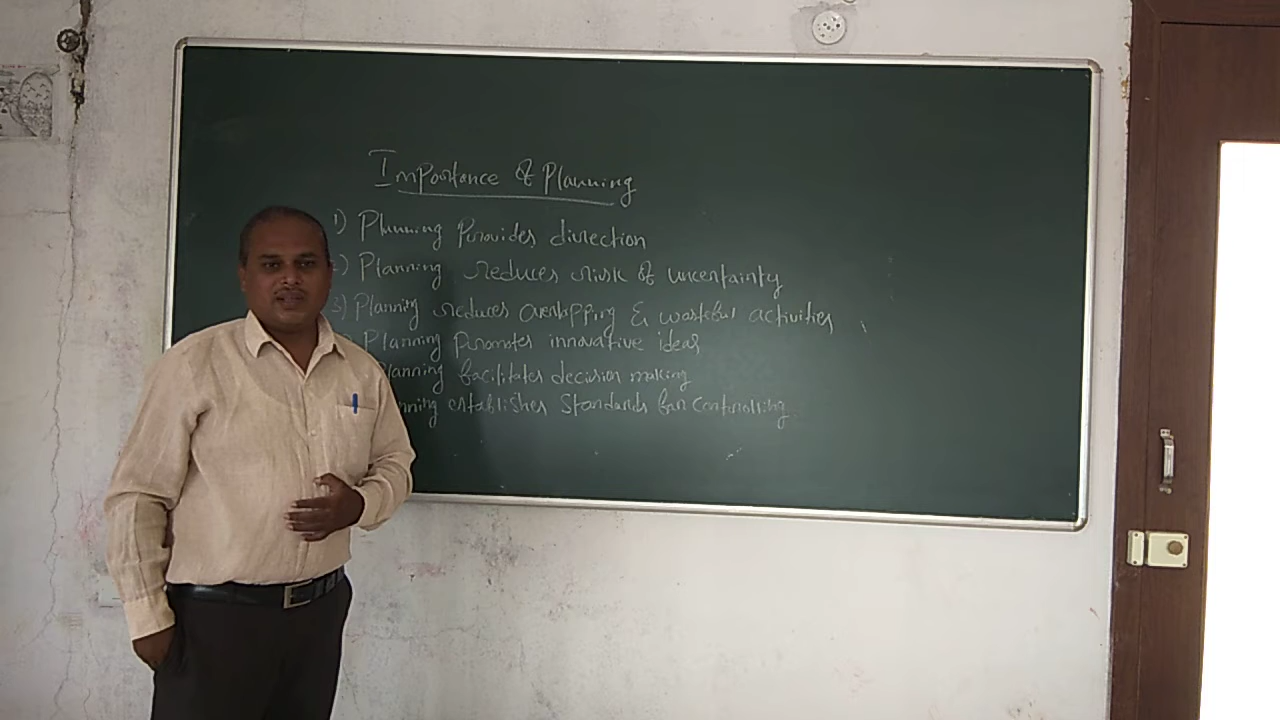 Importance of Planning
1) Planning Provides direction
2) Planning reduces risk of uncertainty
3) Planning reduces overlapping & wasteful activities
Planning Promotes innovative ideas
Planning facilitates decision making
establishes Standards for Controlling